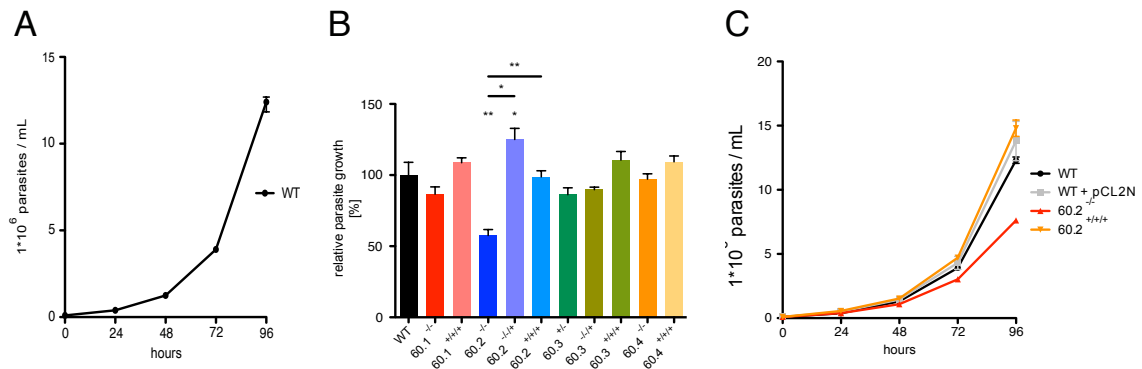 A
1*10^6 parasites / mL
15
10
5
0
0 24 48 72 96
hours
WT
B
relative parasite growth
[%]
150
100
50
0
**
*
** *
WT
60.1 -/-
60.1 +/+/+
60.2 -/-
60.2 -/-/+
60.2 +/+/+
60.3 +/-
60.3 -/-/+
60.3 +/+/+
60.4 -/-
60.4 +/+/+
C
parasites / mL
20
15
10
5
0
0 24 48 72 96
hours
WT
WT + pCL2N
60.2 -/-
60.2 +/+/+